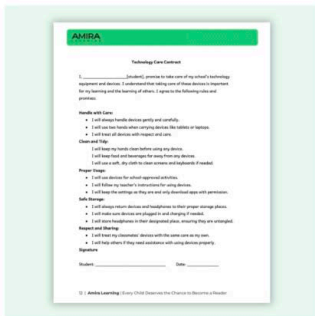 AMIRA
LEARNING
Technology Care Contract
I, ____________________(student), promise to take care of my school's technology
equipment and devices. I understand that taking care of these devices is important
for my learning and the learning of others. I agree to the following rules and
promises:
Handle with Care:
• I will always handle devices gently and carefully.
• I will use two hands when carrying devices like tablets or laptops.
• I will treat all devices with respect and care.
Clean and Tidy:
I will keep my hands clean before using any device.
I will keep food and beverages far away from any devices.
I will use a soft, dry cloth to clean screens and keyboards if needed.
Proper Usage:
• I will use devices for school-approved activities.
• I will follow my teacher's instructions for using devices.
• I will keep the settings as they are and only download apps with permission.
Safe Storage:
• I will always return devices and headphones to their proper storage places.
• I will make sure devices are plugged in and charging if needed.
• I will store headphones in their designated place, ensuring they are untangled.
Respect and Sharing:
• I will treat my classmates' devices with the same care as my own.
• I will help others if they need assistance with using devices properly.
Signature
Student: ____________________ Date: __________
12 | Amira Learning | Every Child Deserves the Chance to Become a Reader